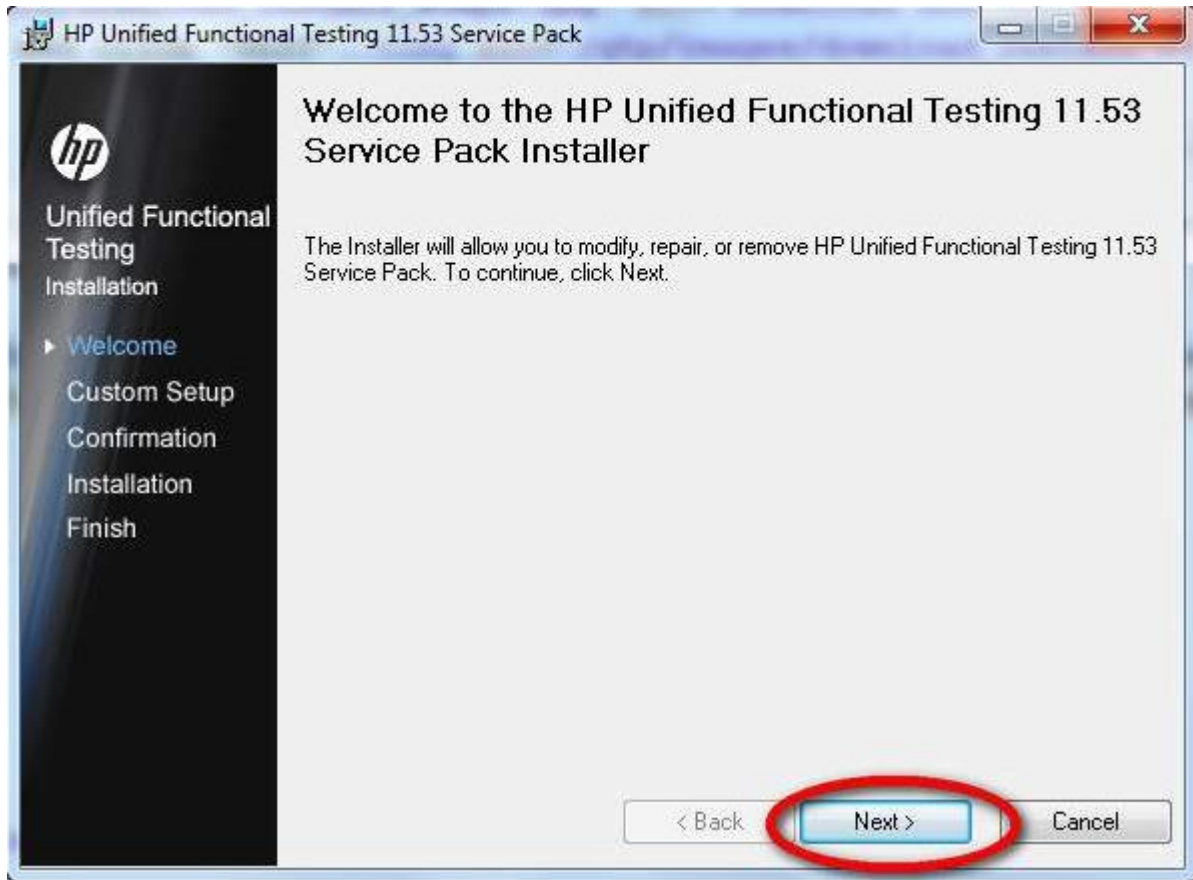 HP Unified Functional Testing 11.53 Service Pack
hp
Unified Functional
Testing
Installation
Welcome
Custom Setup
Confirmation
Installation
Finish
Welcome to the HP Unified Functional Testing 11.53
Service Pack Installer
The Installer will allow you to modify, repair, or remove HP Unified Functional Testing 11.53
Service Pack. To continue, click Next.
< Back
Next >
Cancel